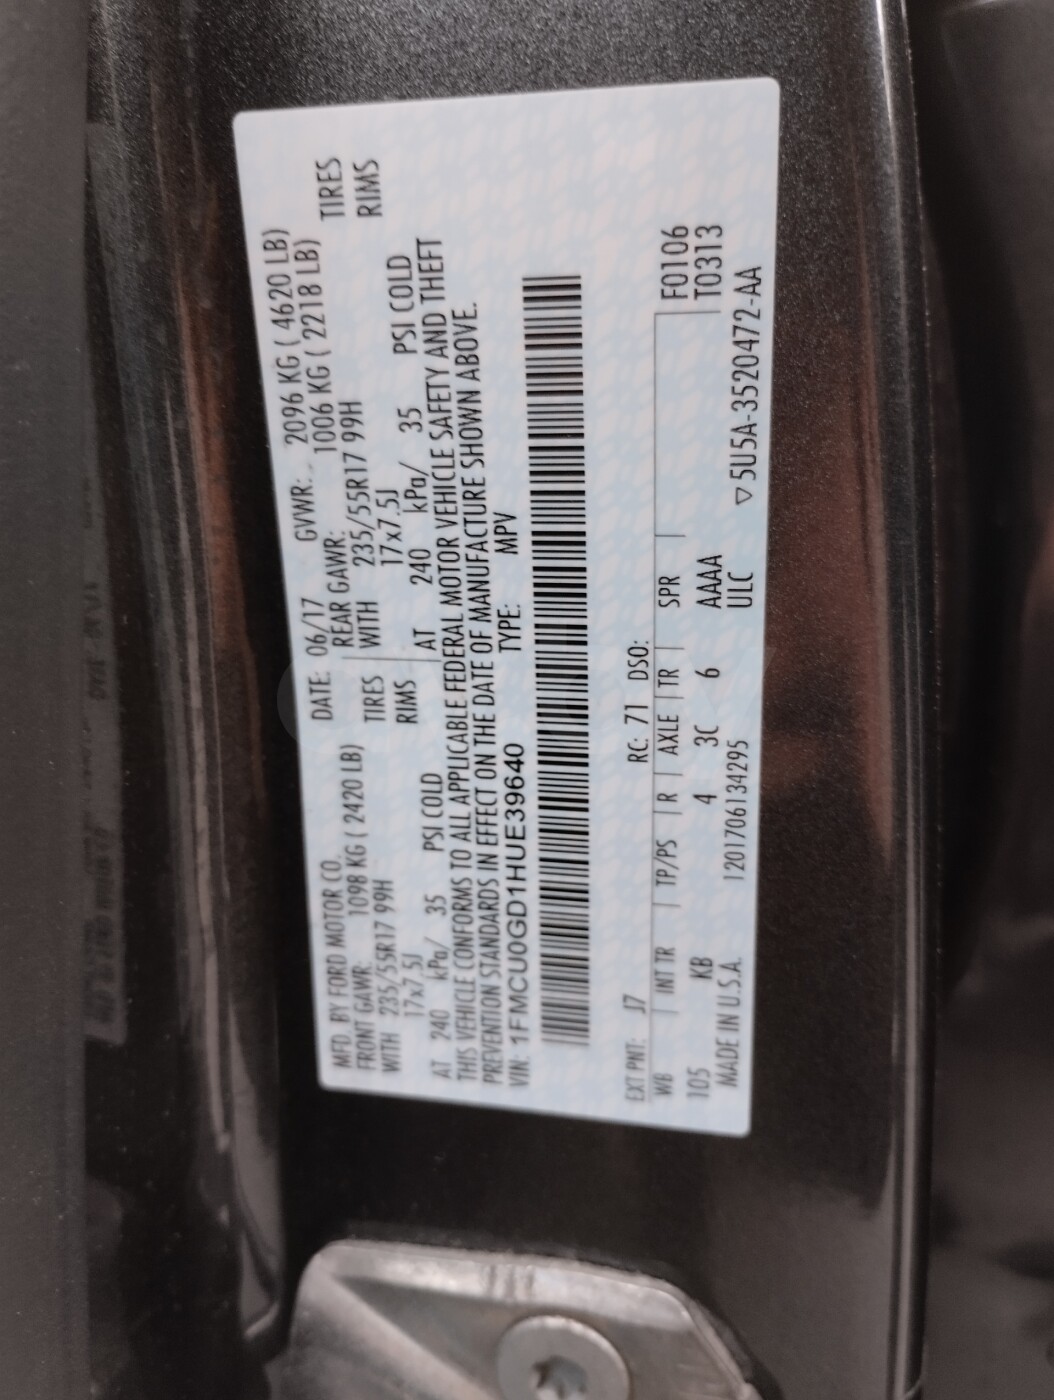 MFD. BY FORD MOTOR CO. DATE: 06/17 GVWR: 2096 KG ( 4620 LB)
FRONT GAWR: 1098 KG ( 2420 LB) REAR GAWR: 1006 KG ( 2218 LB)
WITH 235/55R17 99H TIRES WITH 235/55R17 99H TIRES
17x7.5J RIMS 17x7.5J RIMS
AT 240 kPa/ 35 PSI COLD AT 240 kPa/ 35 PSI COLD
THIS VEHICLE CONFORMS TO ALL APPLICABLE FEDERAL MOTOR VEHICLE SAFETY AND THEFT
PREVENTION STANDARDS IN EFFECT ON THE DATE OF MANUFACTURE SHOWN ABOVE.
VIN: 1FMCU0GD1HUE39640 TYPE: MPV
EXT PNT: J7 RC: 71 DSO:
WB INT TR TP/PS R AXLE TR SPR F0106
105 KB 4 3C 6 AAAA T0313
MADE IN U.S.A. 1201706134295 ULC ▽5U5A-3520472-AA